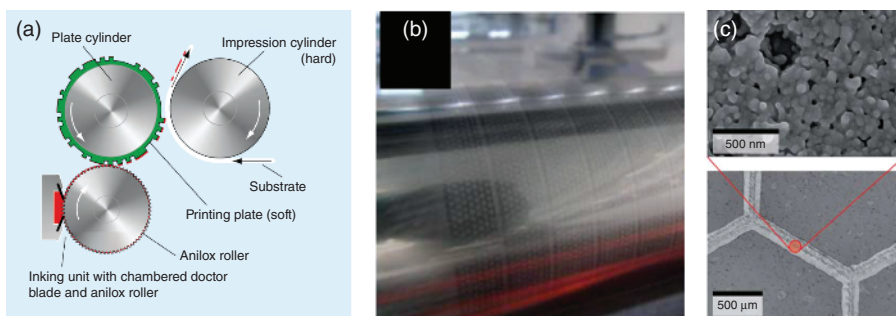 (a)
Plate cylinder
Impression cylinder
(hard)
Substrate
Printing plate (soft)
Anilox roller
Inking unit with chambered doctor
blade and anilox roller
(b)
(c)
500 nm
500 µm